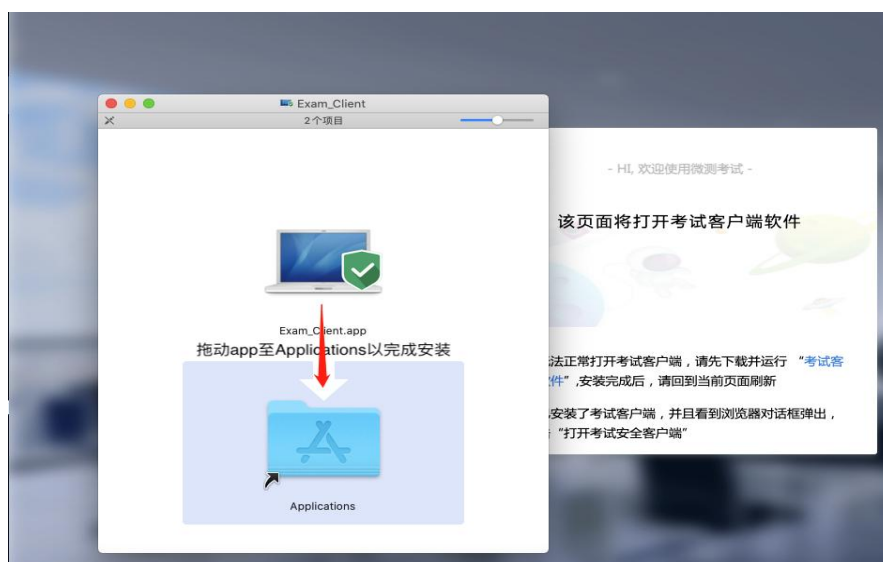 Exam_Client
2个项目
Exam_Client.app
拖动app至Applications以完成安装
Applications
- HI, 欢迎使用微测考试 -
该页面将打开考试客户端软件
法正常打开考试客户端，请先下载并运行 “考试客
件” ,安装完成后，请回到当前页面刷新
安装了考试客户端，并且看到浏览器对话框弹出，
“打开考试安全客户端”